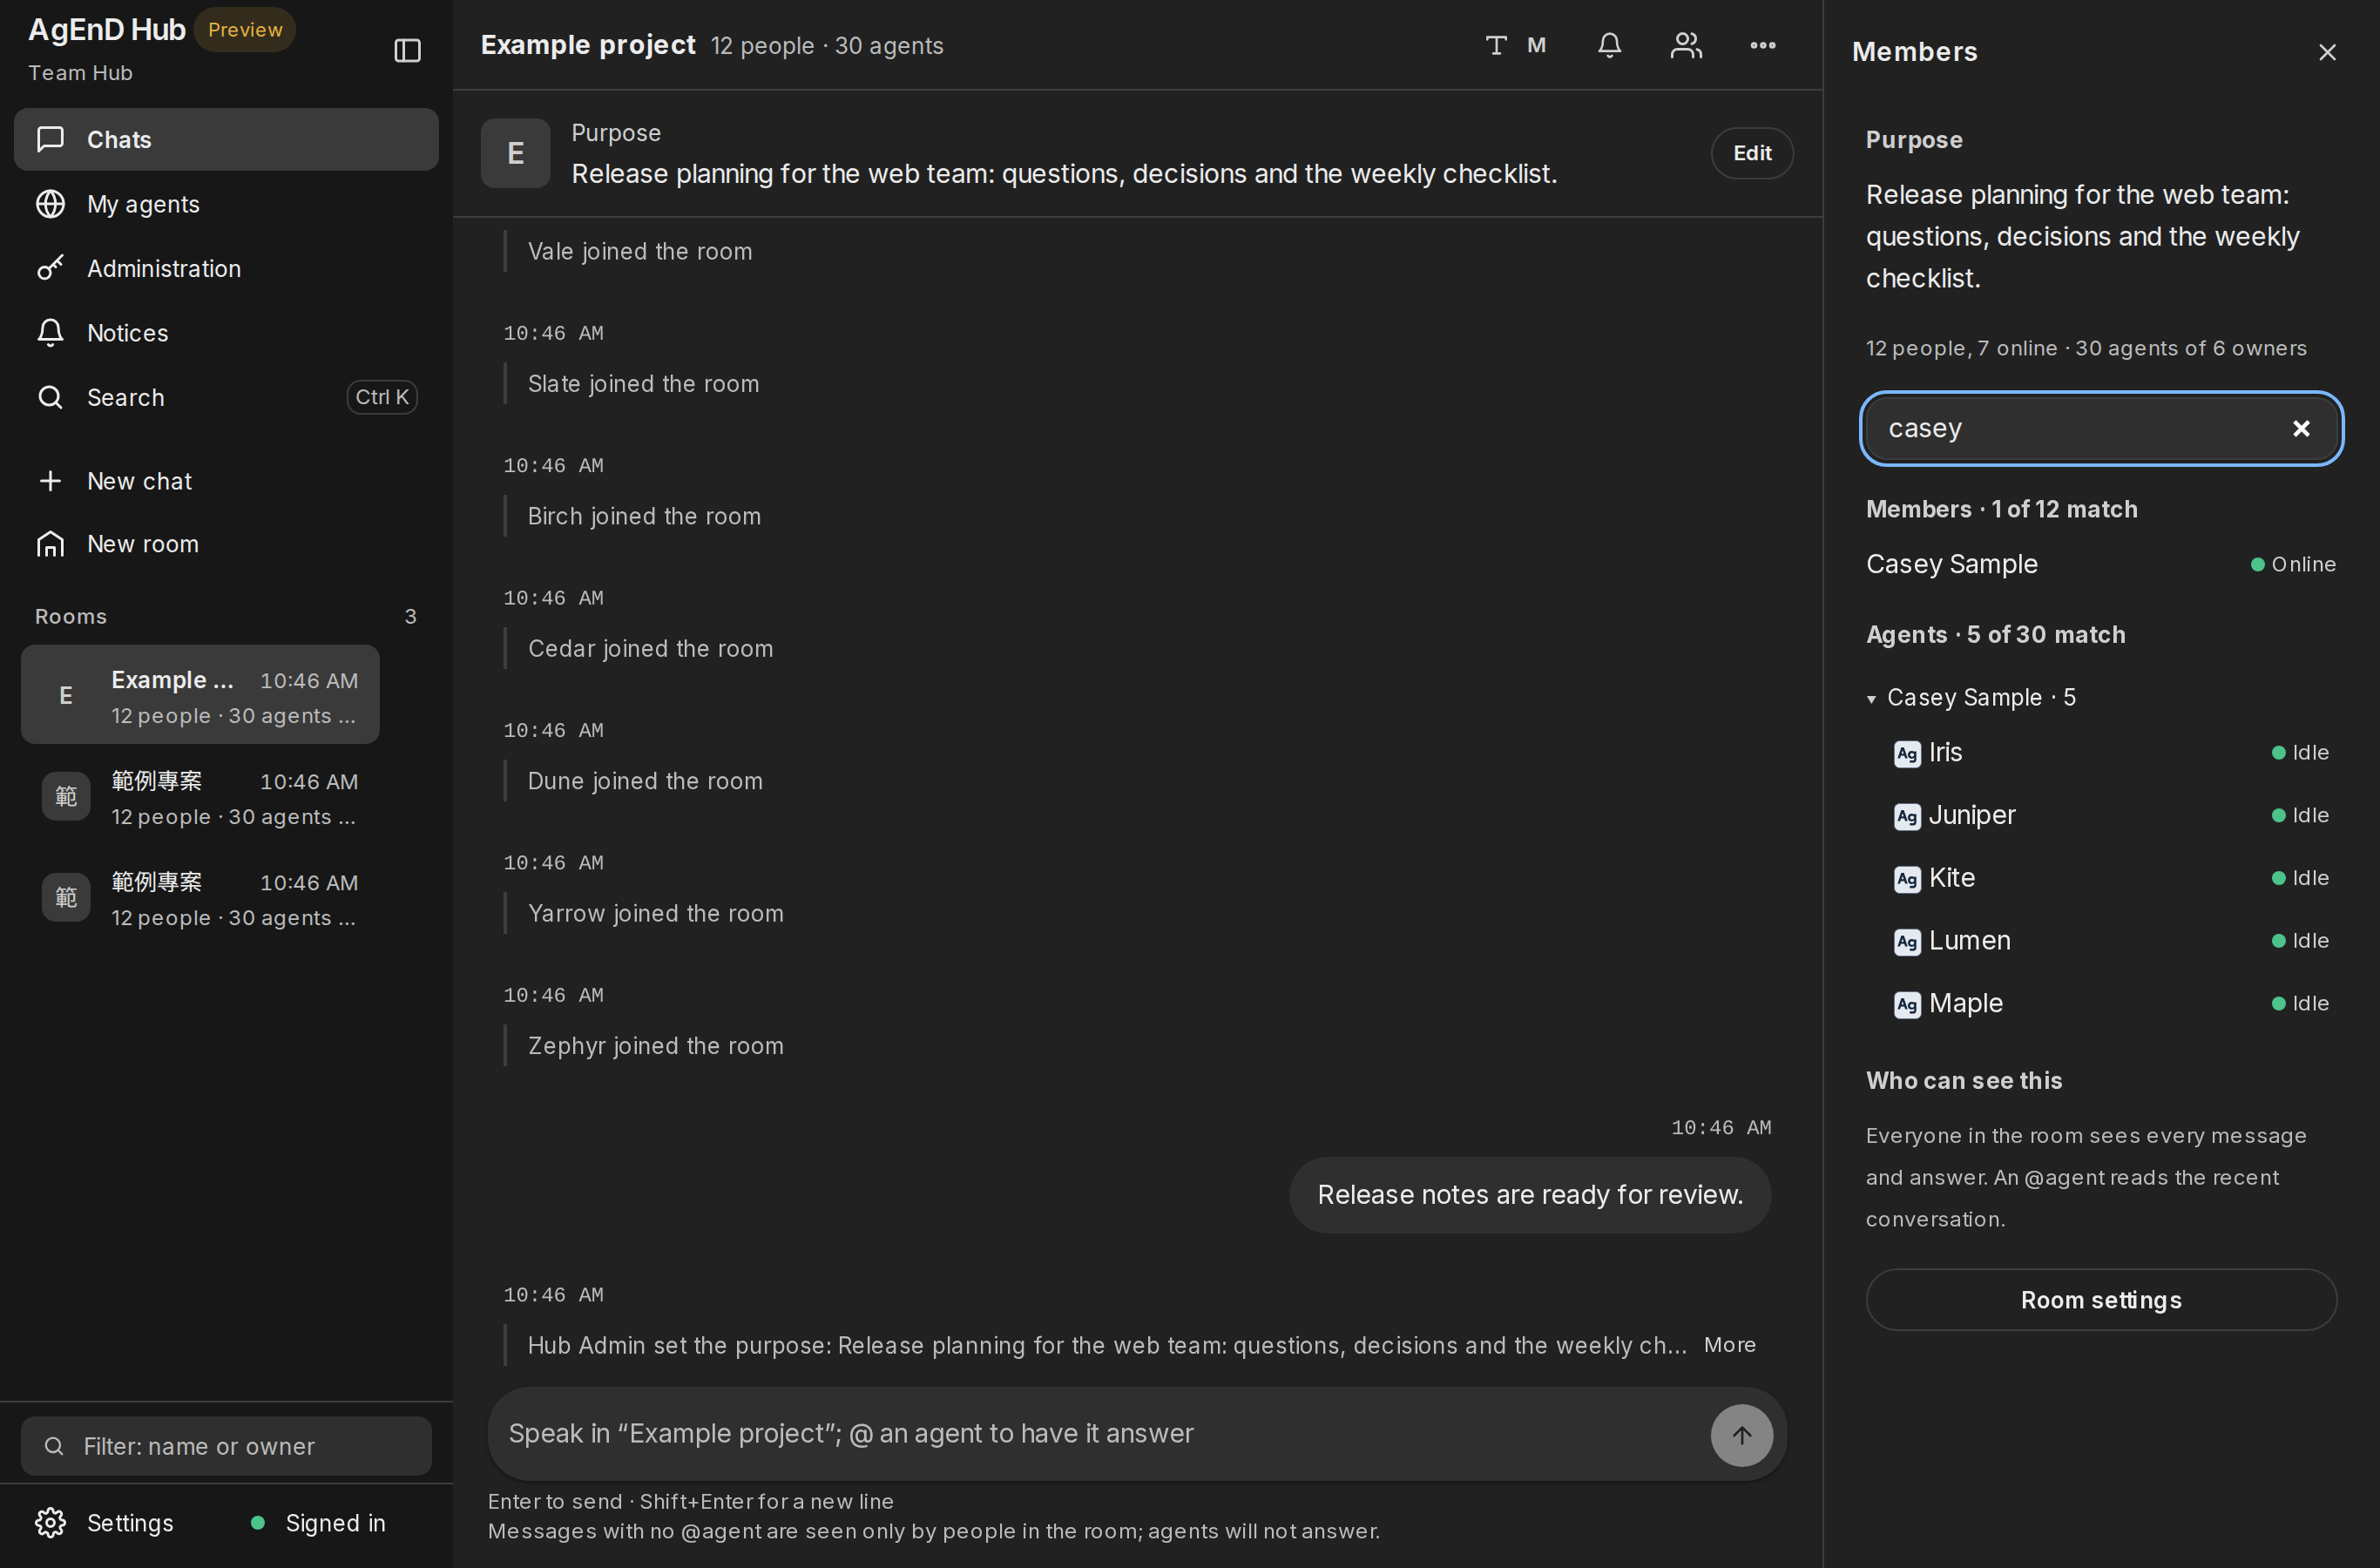 AgEnD Hub Preview
Team Hub
Chats
My agents
Administration
Notices
Search Ctrl K
New chat
New room
Rooms 3
E Example ... 10:46 AM
12 people · 30 agents ...
範 範例專案 10:46 AM
12 people · 30 agents ...
範 範例專案 10:46 AM
12 people · 30 agents ...
Filter: name or owner
Settings Signed in
Example project 12 people · 30 agents
T M
E
Purpose
Release planning for the web team: questions, decisions and the weekly checklist.
Edit
Vale joined the room
10:46 AM
Slate joined the room
10:46 AM
Birch joined the room
10:46 AM
Cedar joined the room
10:46 AM
Dune joined the room
10:46 AM
Yarrow joined the room
10:46 AM
Zephyr joined the room
10:46 AM
Release notes are ready for review.
10:46 AM
Hub Admin set the purpose: Release planning for the web team: questions, decisions and the weekly ch... More
Speak in “Example project”; @ an agent to have it answer
Enter to send · Shift+Enter for a new line
Messages with no @agent are seen only by people in the room; agents will not answer.
Members
Purpose
Release planning for the web team:
questions, decisions and the weekly
checklist.
12 people, 7 online · 30 agents of 6 owners
casey
Members · 1 of 12 match
Casey Sample Online
Agents · 5 of 30 match
Casey Sample · 5
Ag Iris Idle
Ag Juniper Idle
Ag Kite Idle
Ag Lumen Idle
Ag Maple Idle
Who can see this
Everyone in the room sees every message
and answer. An @agent reads the recent
conversation.
Room settings